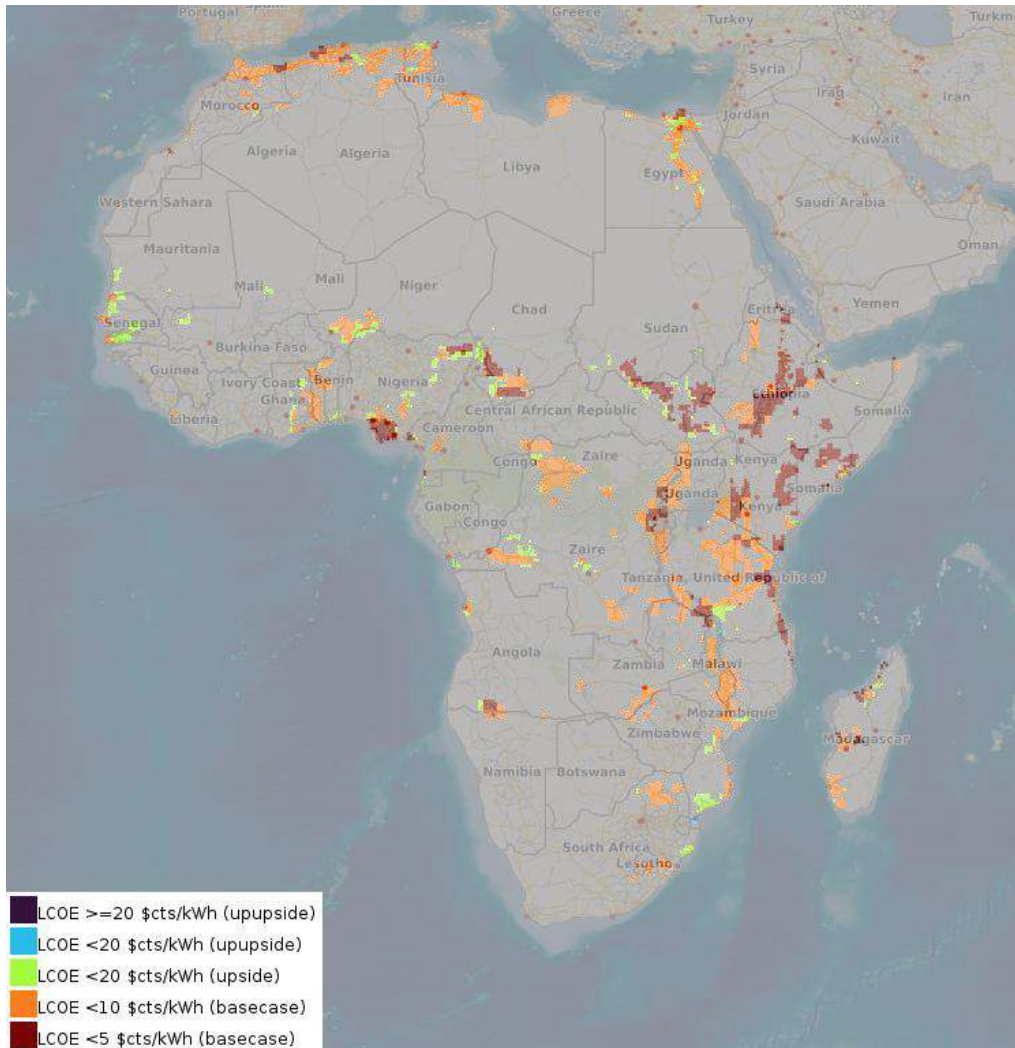 Portugal
Spain
Greece
Turkey
Turkm
Syria
Iraq
Iran
Tunisia
Jordan
Kuwait
Morocco
Algeria
Algeria
Libya
Egypt
Saudi Arabia
Western Sahara
Oman
Mauritania
Mali
Mali
Niger
Chad
Sudan
Eritrea
Yemen
Senegal
Burkina Faso
Guinea
Ivory Coast
Benin
Nigeria
Ghana
Ethiopia
Somalia
Liberia
Central African Republic
Cameroon
Congo
Zaire
Uganda
Kenya
Somalia
Uganda
Kenya
Gabon
Congo
Zaire
Tanzania, United Republic of
Angola
Zambia
Malawi
Mozambique
Zimbabwe
Madagascar
Namibia
Botswana
South Africa
Lesotho
LCOE >=20 $cts/kWh (upupside)
LCOE <20 $cts/kWh (upupside)
LCOE <20 $cts/kWh (upside)
LCOE <10 $cts/kWh (basecase)
LCOE <5 $cts/kWh (basecase)